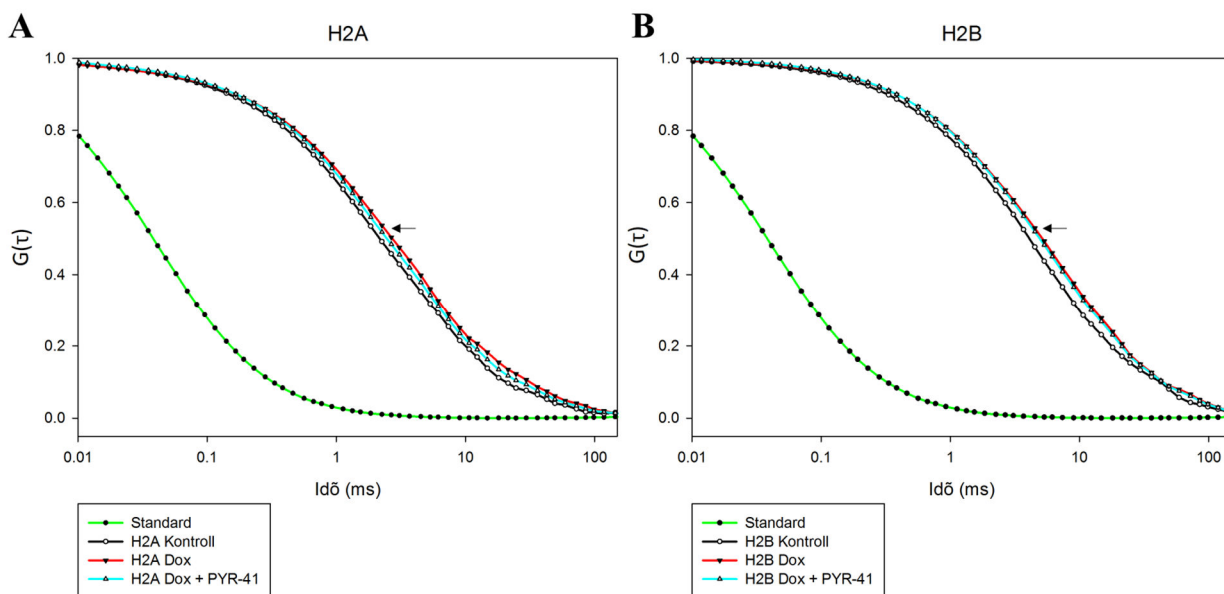 A
H2A
1.0
0.8
0.6
0.4
0.2
0.0
G(τ)
0.01 0.1 1 10 100
Idõ (ms)
Standard
H2A Kontroll
H2A Dox
H2A Dox + PYR-41
B
H2B
1.0
0.8
0.6
0.4
0.2
0.0
G(τ)
0.01 0.1 1 10 100
Idõ (ms)
Standard
H2B Kontroll
H2B Dox
H2B Dox + PYR-41